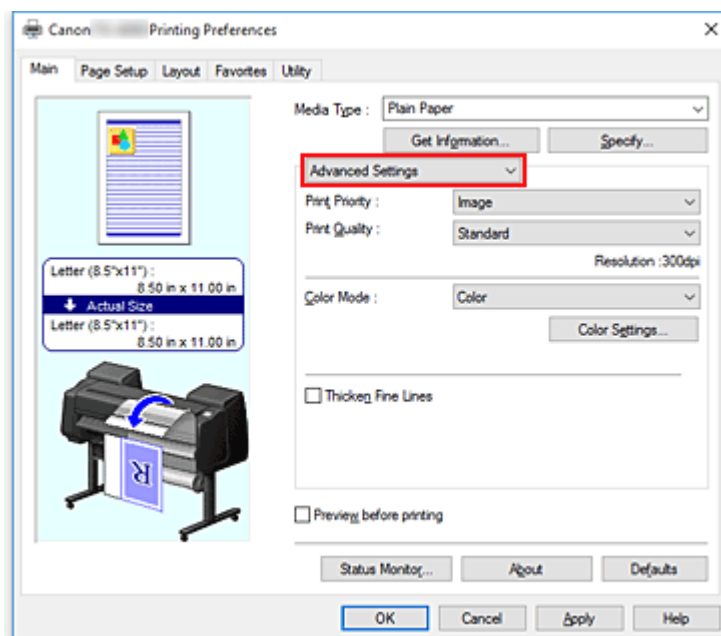 Canon Printing Preferences
Main Page Setup Layout Favorites Utility
Media Type : Plain Paper
Get Information... Specify...
Advanced Settings
Print Priority : Image
Print Quality : Standard
Resolution :300dpi
Letter (8.5"x11") :
8.50 in x 11.00 in
Actual Size
Letter (8.5"x11") :
8.50 in x 11.00 in
Color Mode : Color
Color Settings...
Thicken Fine Lines
R
Preview before printing
Status Monitor... About Defaults
OK Cancel Apply Help